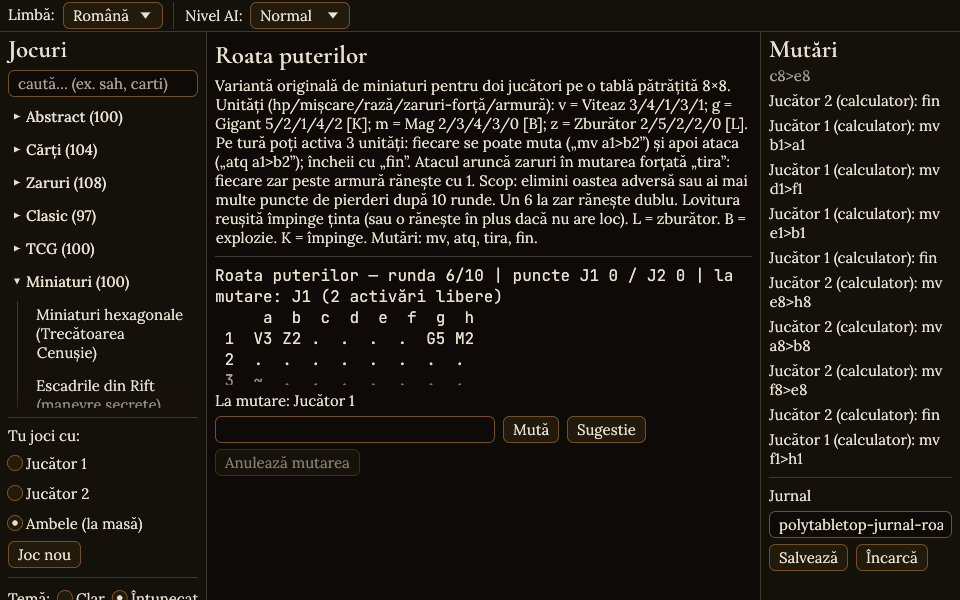 Limbă: Română ▼ Nivel AI: Normal ▼
Jocuri
caută... (ex. sah, carti)
▸ Abstract (100)
▸ Cărți (104)
▸ Zaruri (108)
▸ Clasic (97)
▸ TCG (100)
▾ Miniaturi (100)
Miniaturi hexagonale
(Trecătoarea
Cenușie)
Escadrile din Rift
(manevre secrete)
Tu joci cu:
Jucător 1
Jucător 2
Ambele (la masă)
Joc nou
Temă: Clar Întunecat
Roata puterilor
Variantă originală de miniaturi pentru doi jucători pe o tablă pătrățită 8×8.
Unități (hp/mișcare/rază/zaruri-forță/armură): v = Viteaz 3/4/1/3/1; g =
Gigant 5/2/1/4/2 [K]; m = Mag 2/3/4/3/0 [B]; z = Zburător 2/5/2/2/0 [L].
Pe tură poți activa 3 unități: fiecare se poate muta („mv a1>b2”) și apoi ataca
(„atq a1>b2”); închei cu „fin”. Atacul aruncă zaruri în mutarea forțată „tira”:
fiecare zar peste armură rănește cu 1. Scop: elimini oastea adversă sau ai mai
multe puncte de pierderi după 10 runde. Un 6 la zar rănește dublu. Lovitura
reușită împinge ținta (sau o rănește în plus dacă nu are loc). L = zburător. B =
explozie. K = împinge. Mutări: mv, atq, tira, fin.
Roata puterilor — runda 6/10 | puncte J1 0 / J2 0 | la
mutare: J1 (2 activări libere)
a b c d e f g h
1 V3 Z2 . . . . G5 M2
2 . . . . . . . .
3 ~ . . . . . . .
La mutare: Jucător 1
Mută Sugestie
Anulează mutarea
Mutări
c8>e8
Jucător 2 (calculator): fin
Jucător 1 (calculator): mv
b1>a1
Jucător 1 (calculator): mv
d1>f1
Jucător 1 (calculator): mv
e1>b1
Jucător 1 (calculator): fin
Jucător 2 (calculator): mv
e8>h8
Jucător 2 (calculator): mv
a8>b8
Jucător 2 (calculator): mv
f8>e8
Jucător 2 (calculator): fin
Jucător 1 (calculator): mv
f1>h1
Jurnal
polytabletop-jurnal-roa
Salvează Încarcă